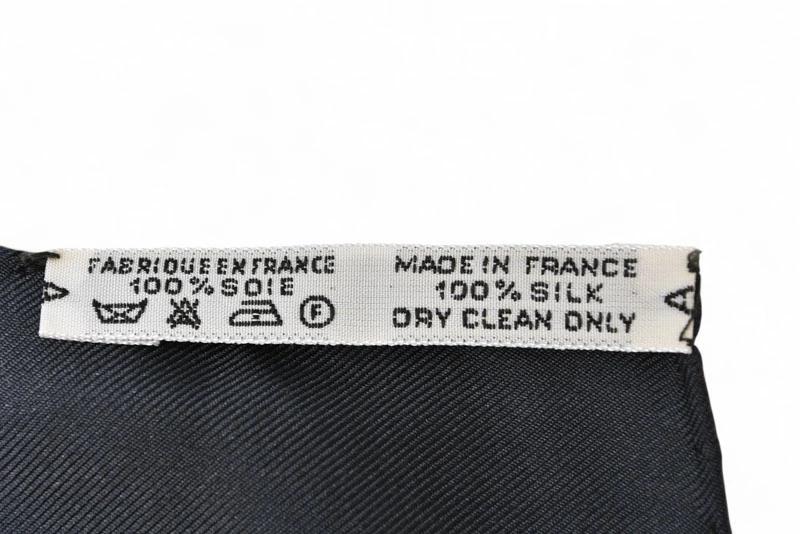 FABRIQUE EN FRANCE
100% SOIE
F
MADE IN FRANCE
100% SILK
DRY CLEAN ONLY
A